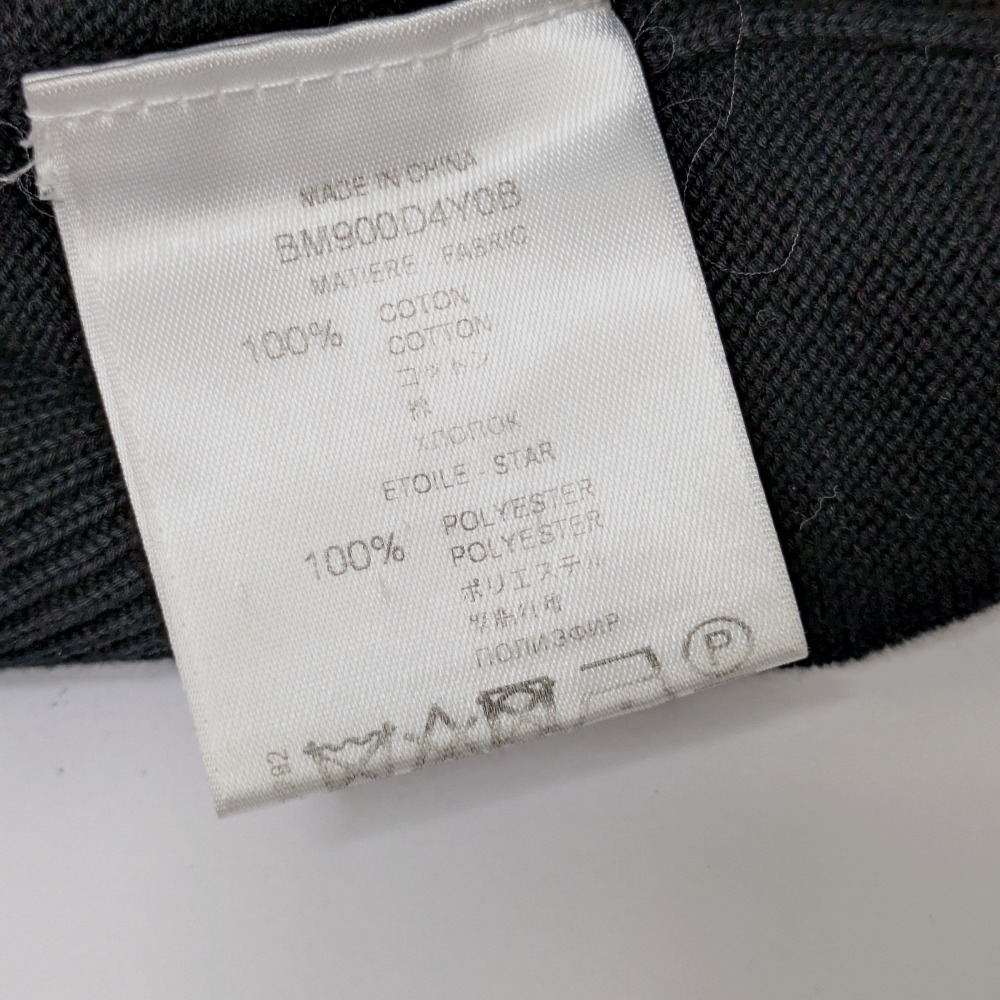 MADE IN CHINA
BM900D4Y0B
MATIERE - FABRIC
100% COTON
COTTON
コットン
棉
ХЛОПОК
ETOILE - STAR
100% POLYESTER
POLYESTER
ポリエステル
ПОЛИЭФИР
P
92